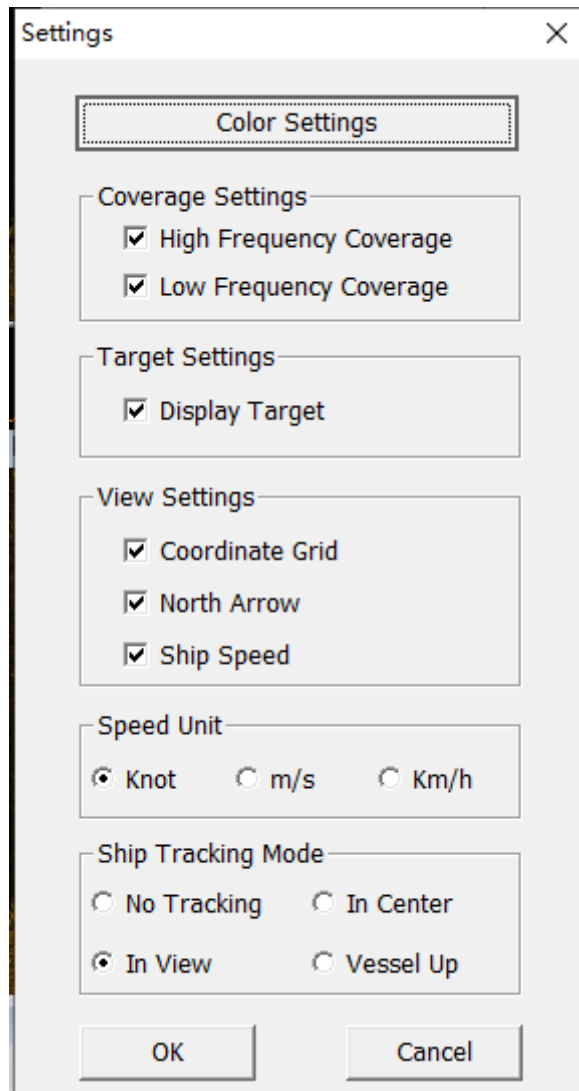 Settings
Color Settings
Coverage Settings
High Frequency Coverage
Low Frequency Coverage
Target Settings
Display Target
View Settings
Coordinate Grid
North Arrow
Ship Speed
Speed Unit
Knot m/s Km/h
Ship Tracking Mode
No Tracking In Center
In View Vessel Up
OK Cancel